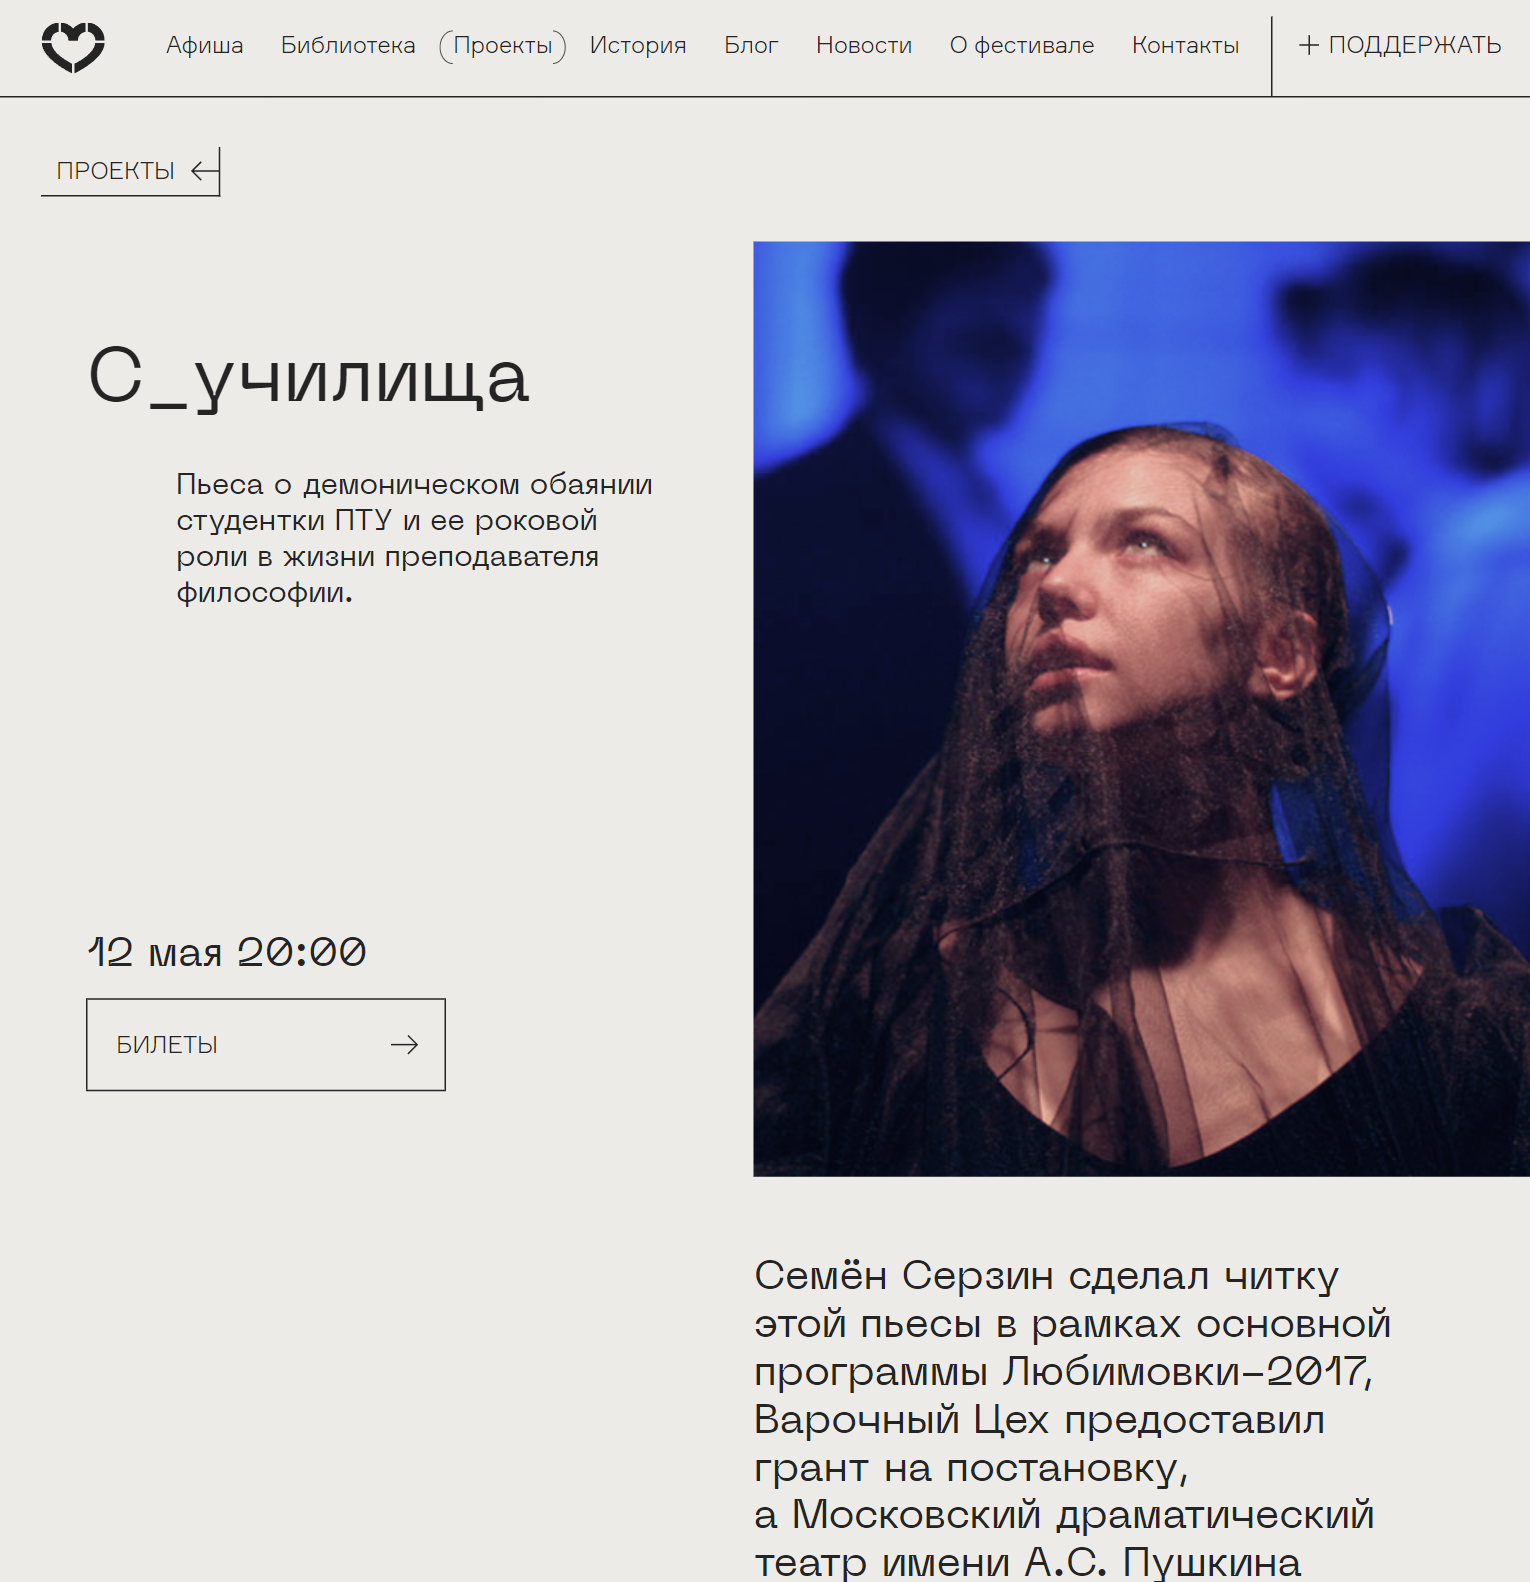 Афиша Библиотека (Проекты) История Блог Новости О фестивале Контакты + ПОДДЕРЖАТЬ
ПРОЕКТЫ ←
С_училища
Пьеса о демоническом обаянии
студентки ПТУ и ее роковой
роли в жизни преподавателя
философии.
12 мая 20:00
БИЛЕТЫ →
Семён Серзин сделал читку
этой пьесы в рамках основной
программы Любимовки–2017,
Варочный Цех предоставил
грант на постановку,
а Московский драматический
театр имени А.С. Пушкина